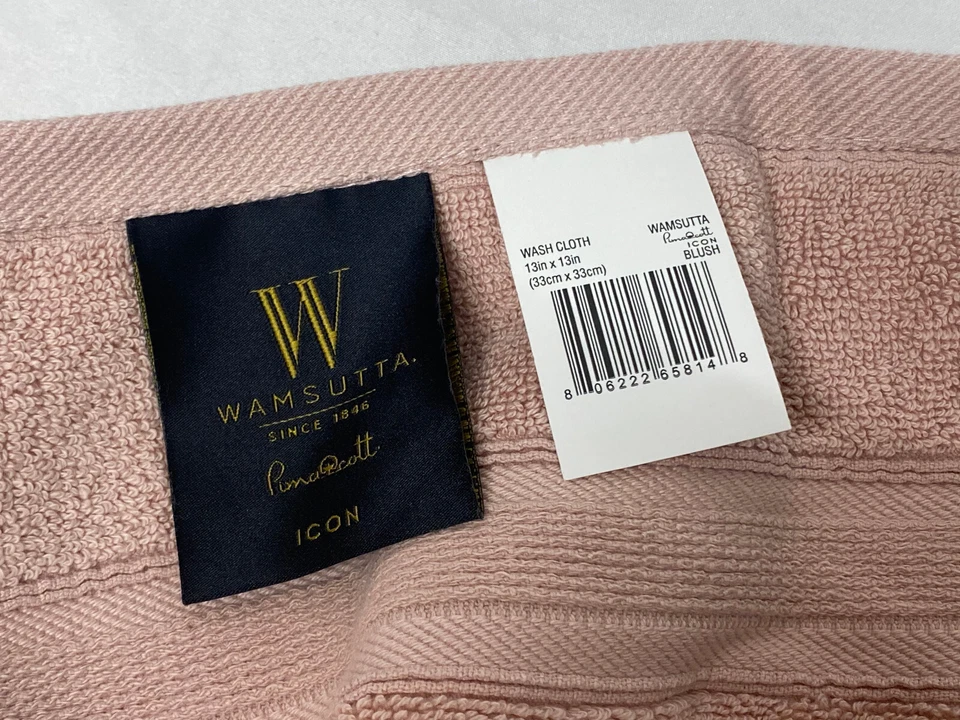 W
WAMSUTTA.
SINCE 1846
PimaCott
ICON
WASH CLOTH
13in x 13in
(33cm x 33cm)
WAMSUTTA
PimaCott
ICON
BLUSH
8 06222 65814 8